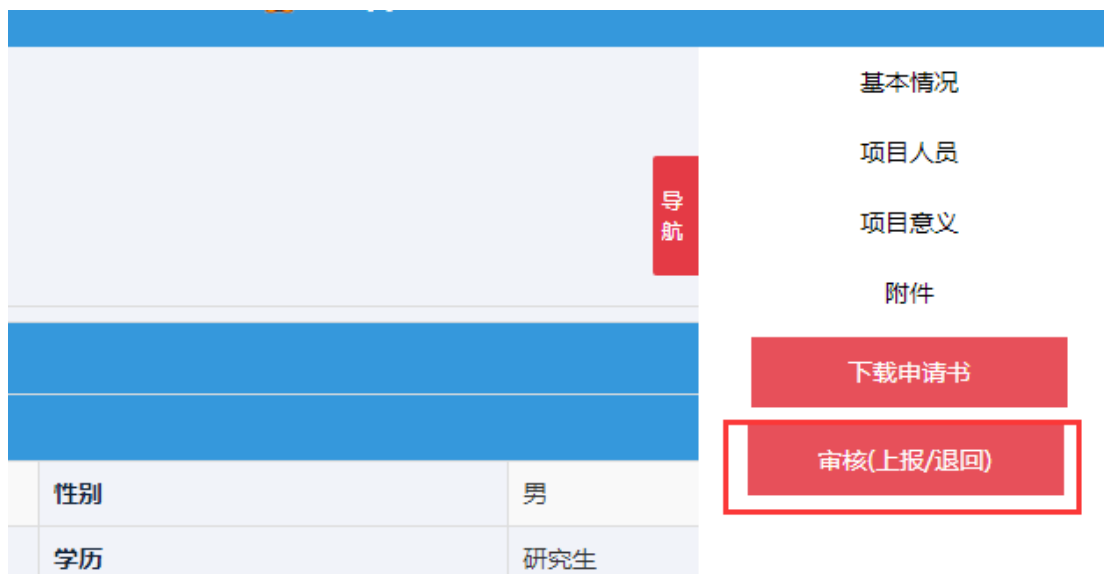 基本情况
项目人员
项目意义
附件
导
航
下载申请书
审核(上报/退回)
性别 男
学历 研究生